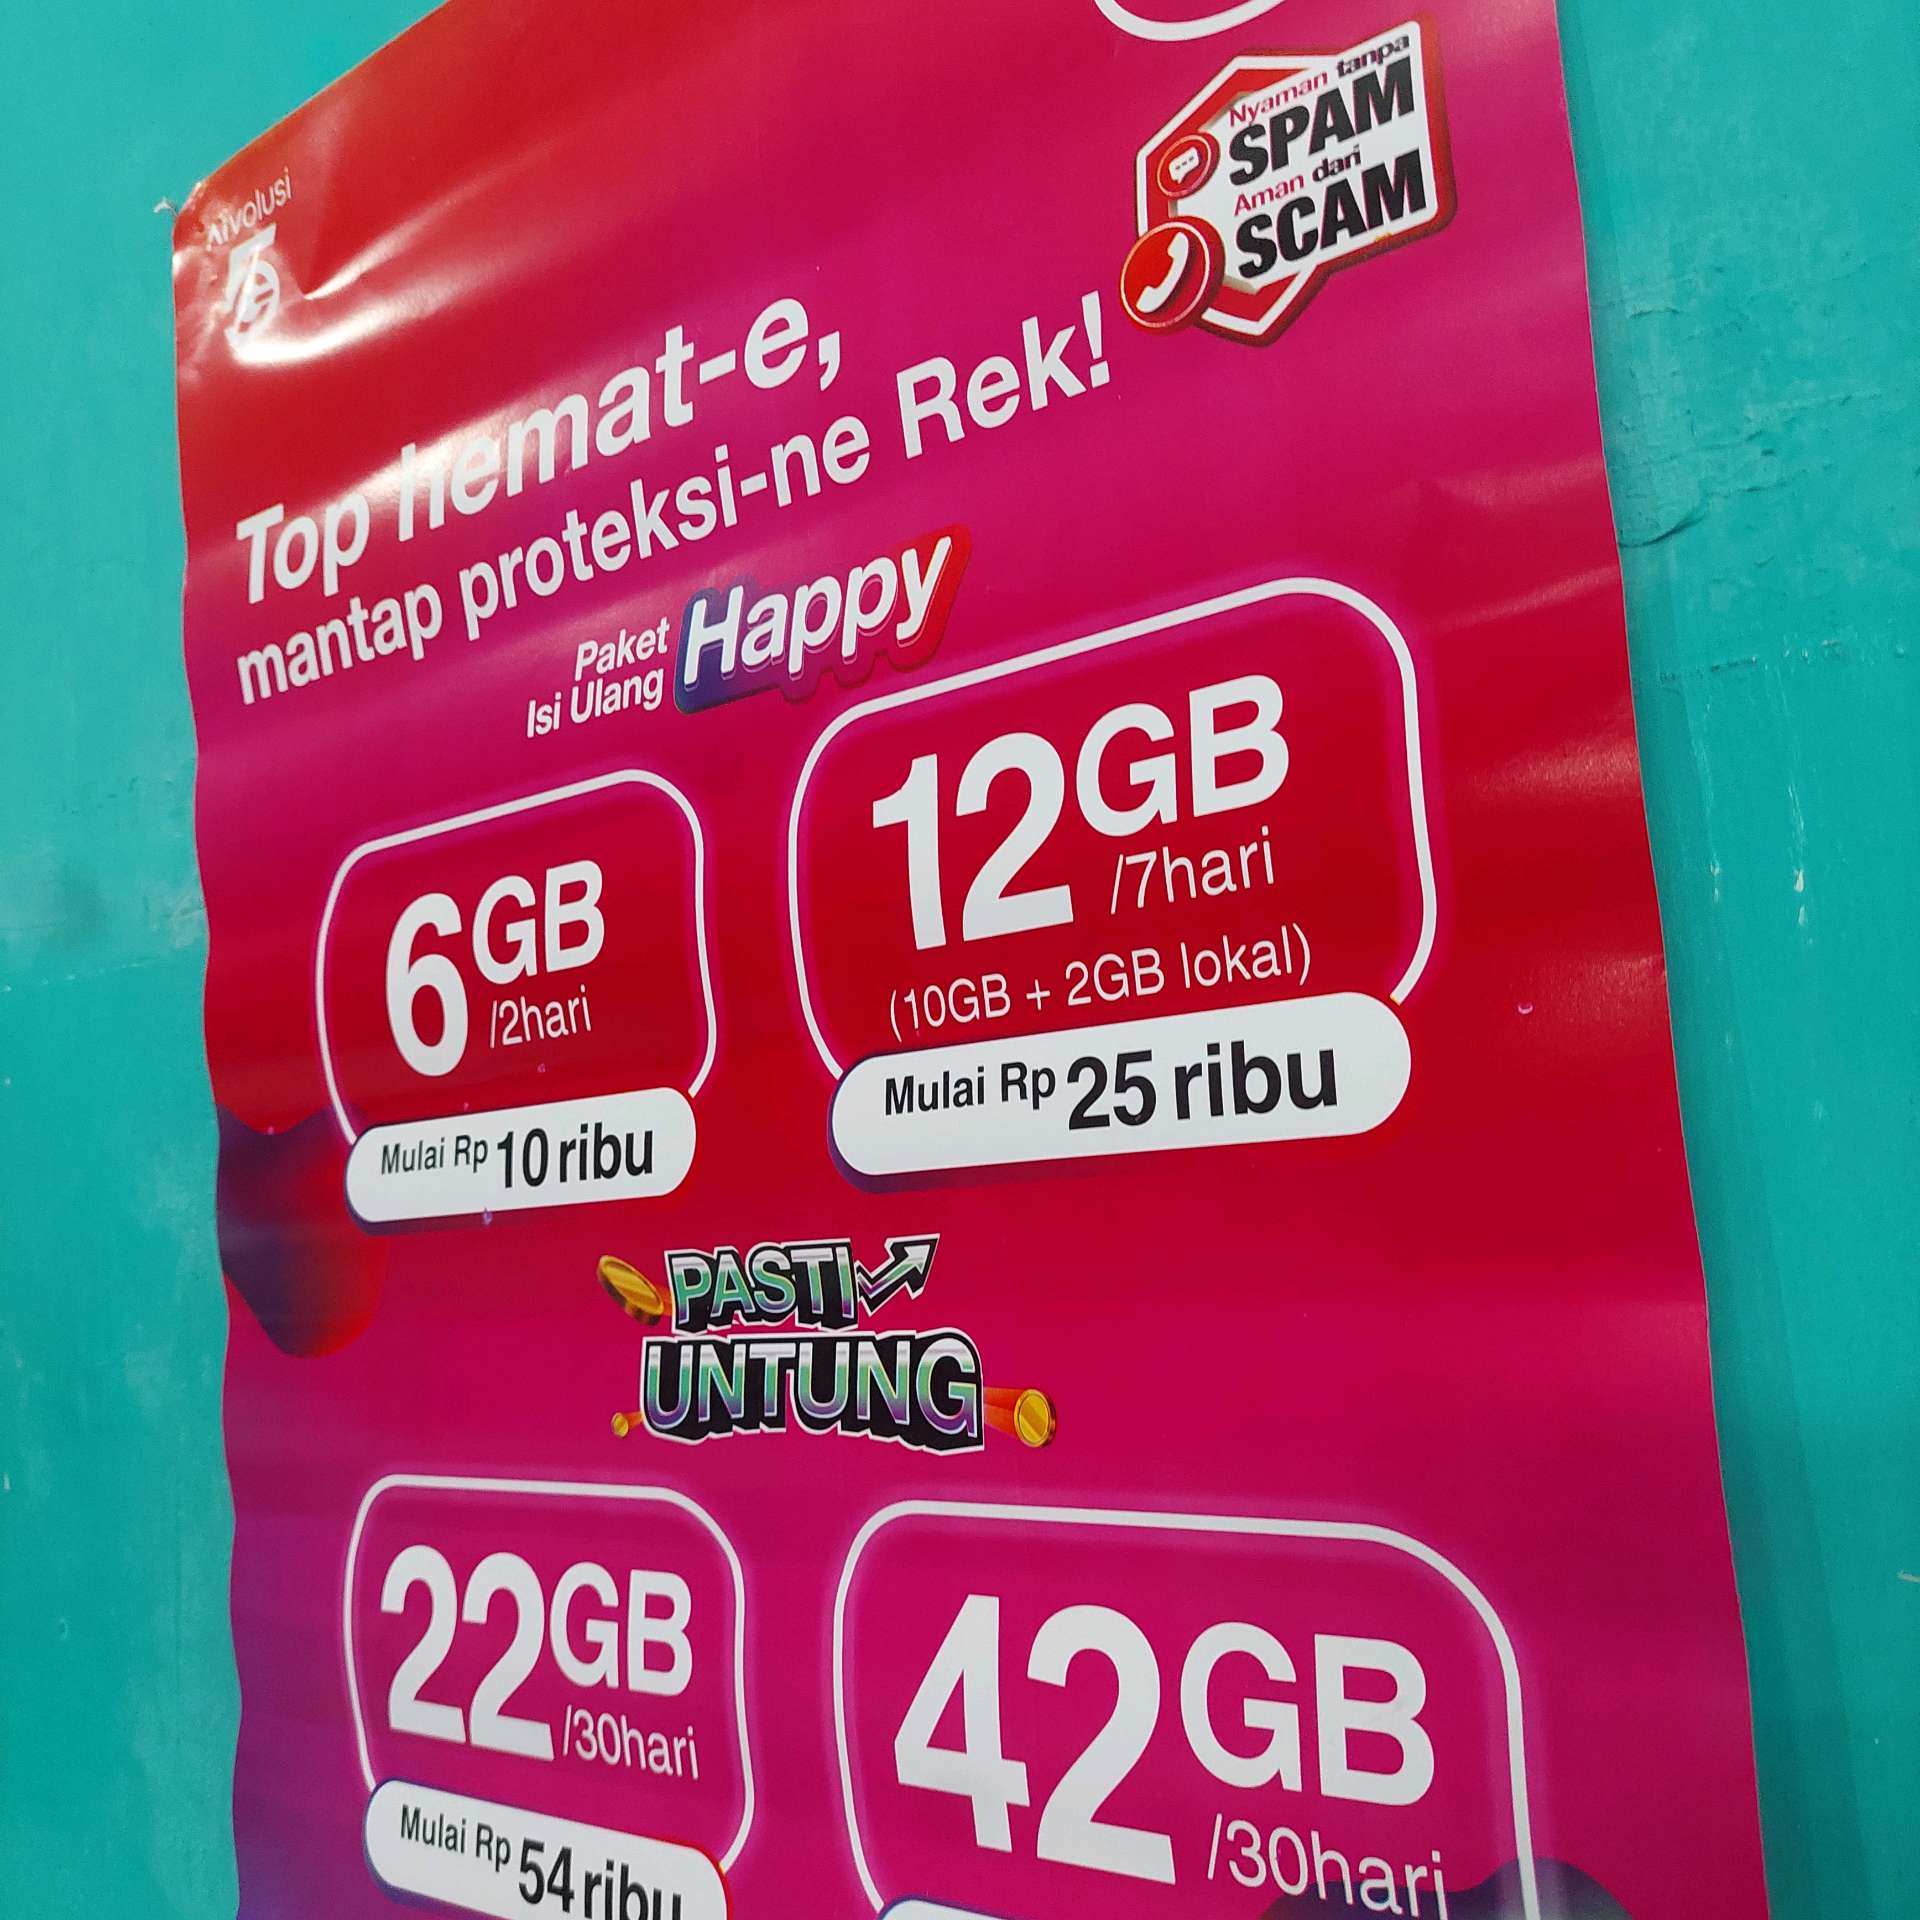 AIvolusi
5G
Nyaman tanpa
SPAM
Aman dari
SCAM
Top hemat-e,
mantap proteksi-ne Rek!
Paket
Isi Ulang
Happy
6GB
/2hari
Mulai Rp 10 ribu
12GB
/7hari
(10GB + 2GB lokal)
Mulai Rp 25 ribu
PASTI
UNTUNG
22GB
/30hari
Mulai Rp 54 ribu
42GB
/30hari